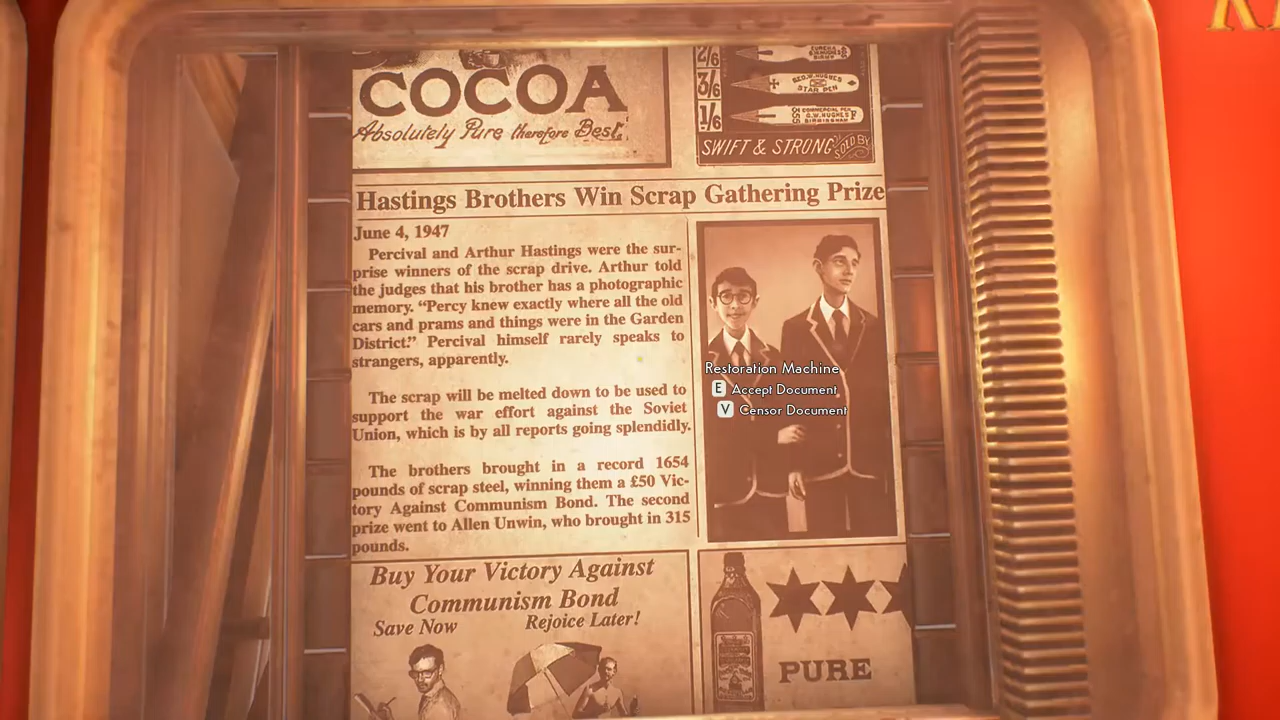 COCOA
Absolutely Pure therefore Best.
2/6
3/6
1/6
GEO. W. HUGHES
STAR PEN
COMMERCIAL PEN
G. W. HUGHES
BIRMINGHAM
SWIFT & STRONG
SOLD BY
Hastings Brothers Win Scrap Gathering Prize
June 4, 1947
Percival and Arthur Hastings were the sur-
prise winners of the scrap drive. Arthur told
the judges that his brother has a photographic
memory. “Percy knew exactly where all the old
cars and prams and things were in the Garden
District.” Percival himself rarely speaks to
strangers, apparently.
The scrap will be melted down to be used to
support the war effort against the Soviet
Union, which is by all reports going splendidly.
The brothers brought in a record 1654
pounds of scrap steel, winning them a £50 Vic-
tory Against Communism Bond. The second
prize went to Allen Unwin, who brought in 315
pounds.
Restoration Machine
E Accept Document
V Censor Document
Buy Your Victory Against
Communism Bond
Save Now
Rejoice Later!
PURE